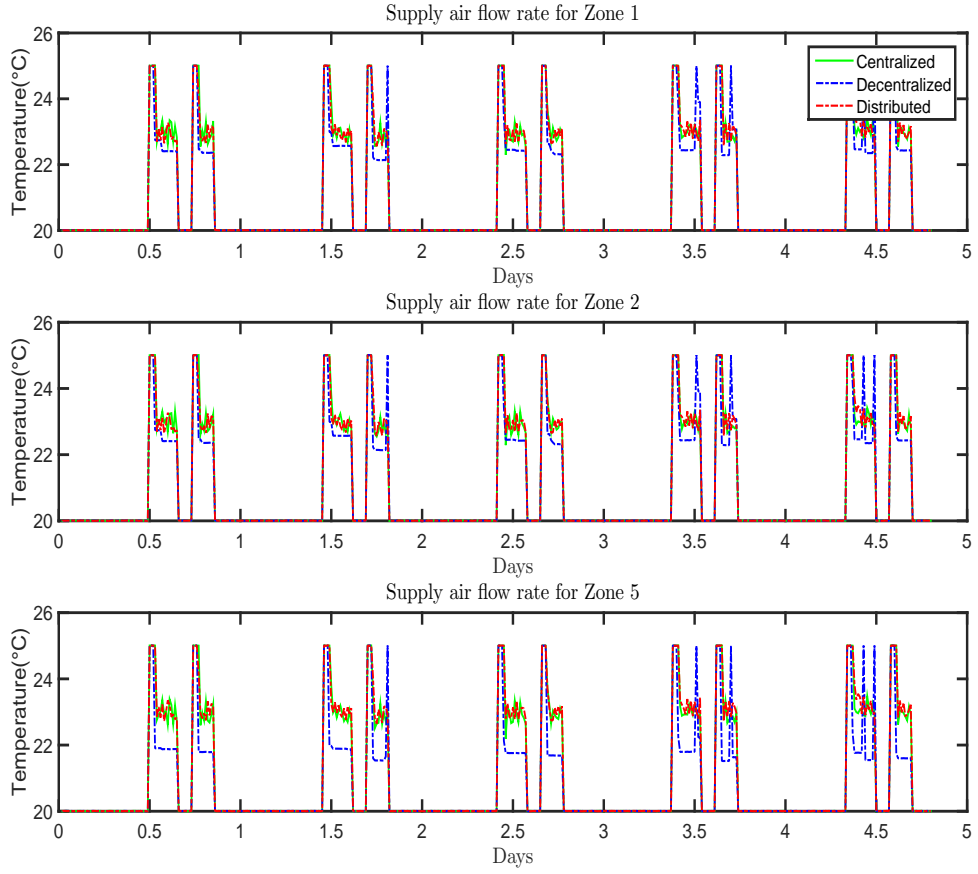 Supply air flow rate for Zone 1
Temperature(°C)
26
24
22
20
Centralized
Decentralized
Distributed
0 0.5 1 1.5 2 2.5 3 3.5 4 4.5 5
Days
Supply air flow rate for Zone 2
Temperature(°C)
26
24
22
20
0 0.5 1 1.5 2 2.5 3 3.5 4 4.5 5
Days
Supply air flow rate for Zone 5
Temperature(°C)
26
24
22
20
0 0.5 1 1.5 2 2.5 3 3.5 4 4.5 5
Days